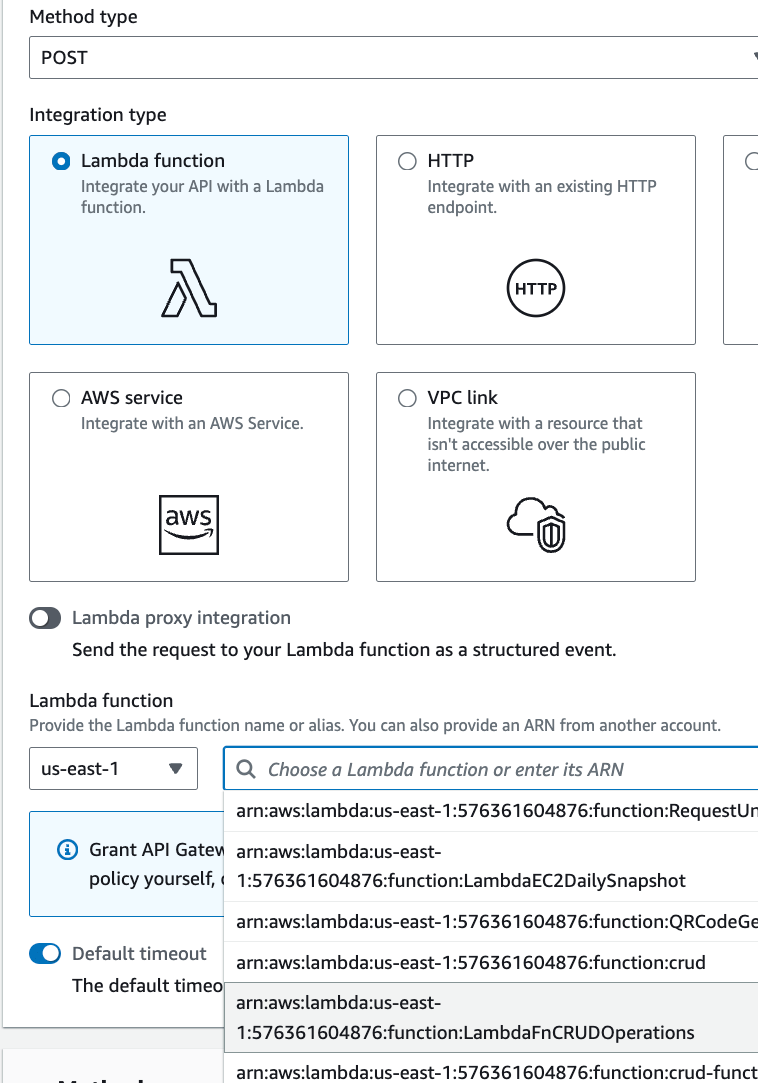 Method type
POST
Integration type
Lambda function
Integrate your API with a Lambda
function.
HTTP
Integrate with an existing HTTP
endpoint.
HTTP
AWS service
Integrate with an AWS Service.
aws
VPC link
Integrate with a resource that
isn't accessible over the public
internet.
Lambda proxy integration
Send the request to your Lambda function as a structured event.
Lambda function
Provide the Lambda function name or alias. You can also provide an ARN from another account.
us-east-1
Choose a Lambda function or enter its ARN
arn:aws:lambda:us-east-1:576361604876:function:RequestUn
arn:aws:lambda:us-east-
1:576361604876:function:LambdaEC2DailySnapshot
arn:aws:lambda:us-east-1:576361604876:function:QRCodeGe
arn:aws:lambda:us-east-1:576361604876:function:crud
arn:aws:lambda:us-east-
1:576361604876:function:LambdaFnCRUDOperations
arn:aws:lambda:us-east-1:576361604876:function:crud-funct
Grant API Gatew
policy yourself,
Default timeout
The default timeo